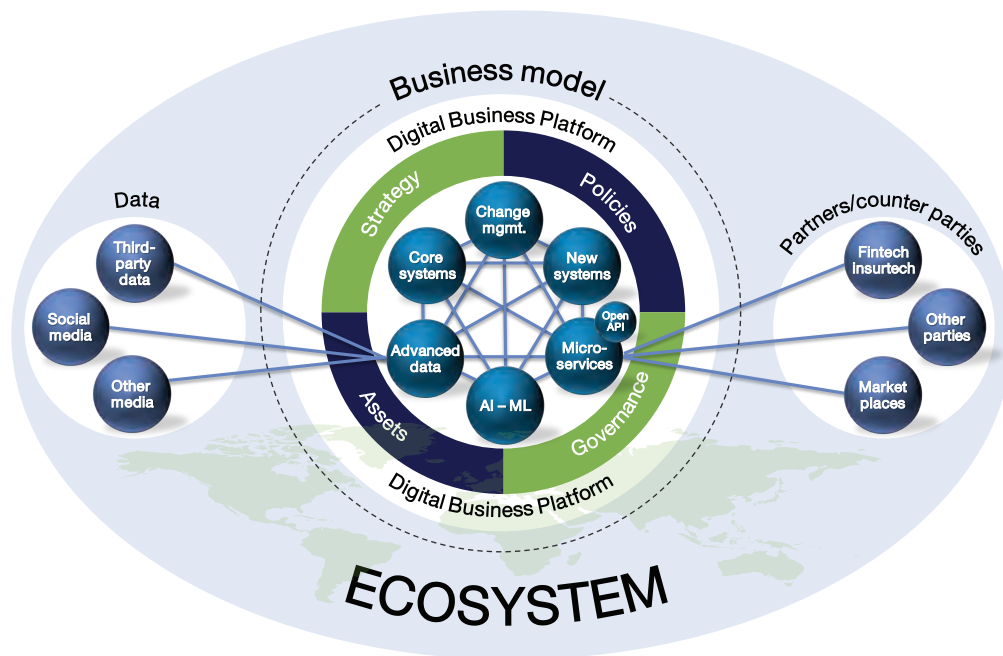 Business model
Digital Business Platform
Strategy
Policies
Data
Third-
party
data
Social
media
Other
media
Change
mgmt.
Core
systems
New
systems
Open
API
Advanced
data
Micro-
services
AI – ML
Assets
Governance
Partners/counter parties
Fintech
Insurtech
Other
parties
Market
places
Digital Business Platform
ECOSYSTEM